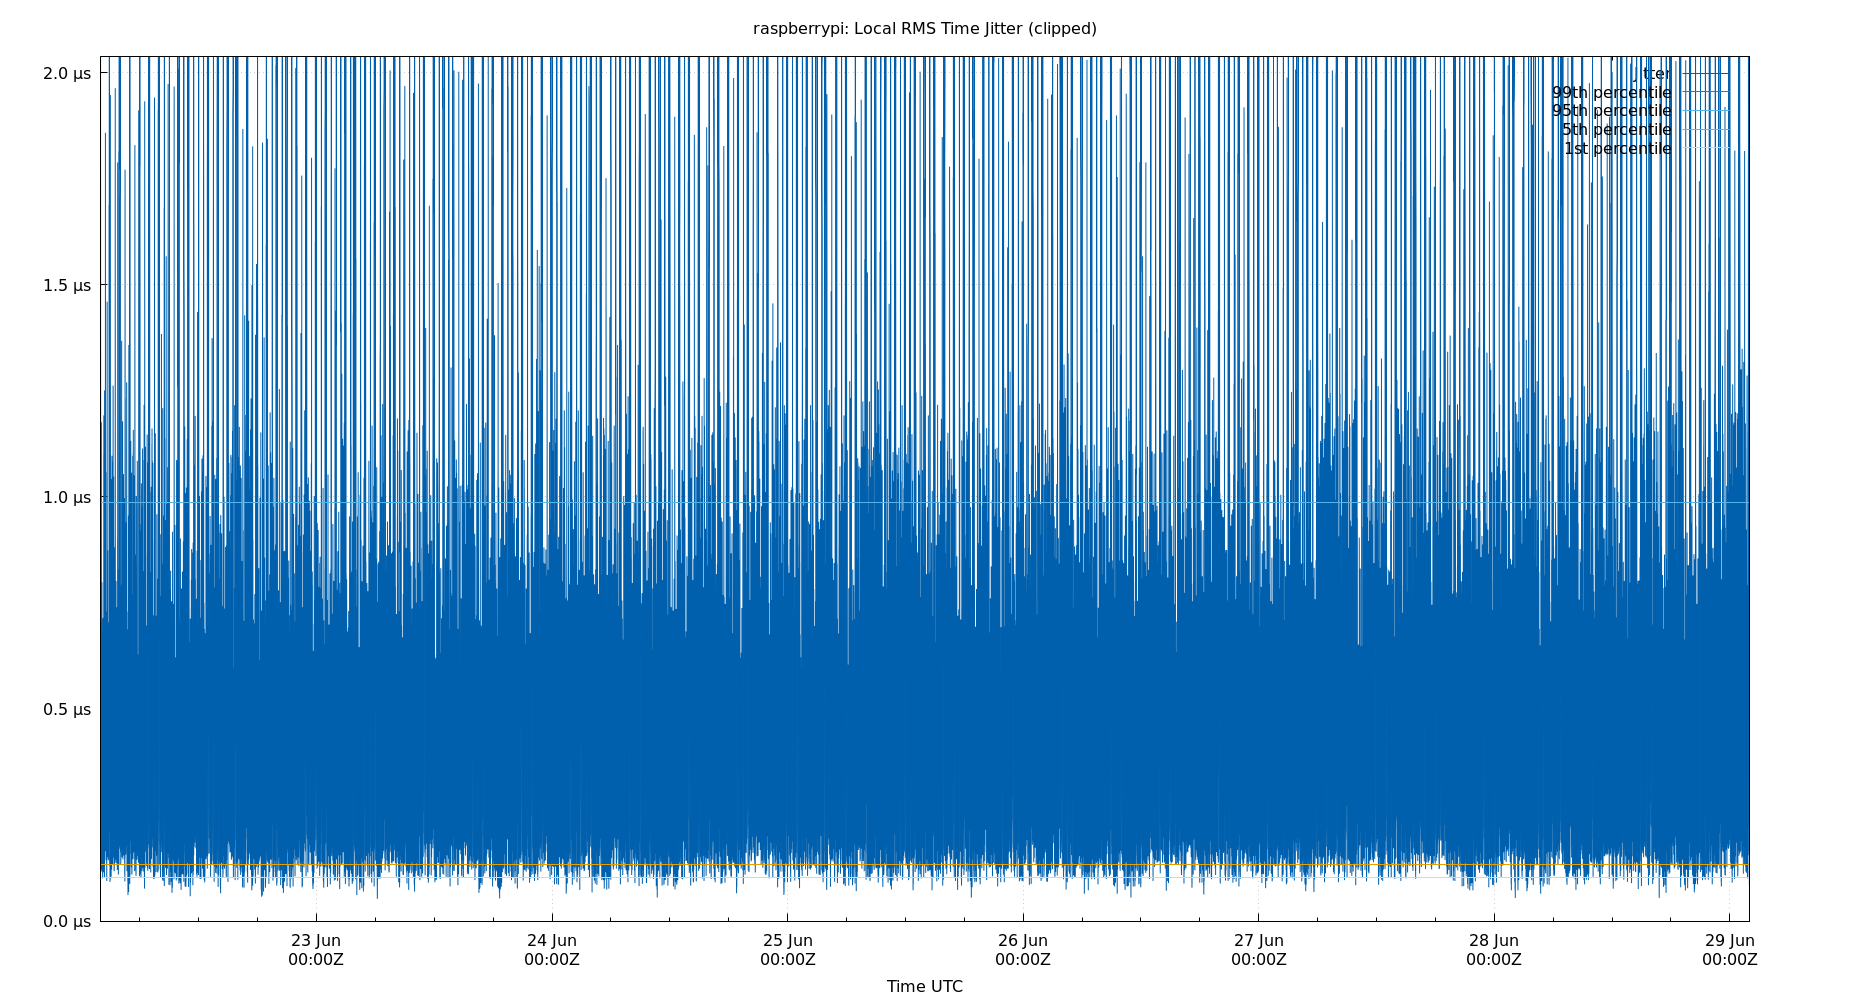 raspberrypi: Local RMS Time Jitter (clipped)
2.0 µs
1.5 µs
1.0 µs
0.5 µs
0.0 µs
jitter
99th percentile
95th percentile
5th percentile
1st percentile
23 Jun
00:00Z
24 Jun
00:00Z
25 Jun
00:00Z
26 Jun
00:00Z
27 Jun
00:00Z
28 Jun
00:00Z
29 Jun
00:00Z
Time UTC